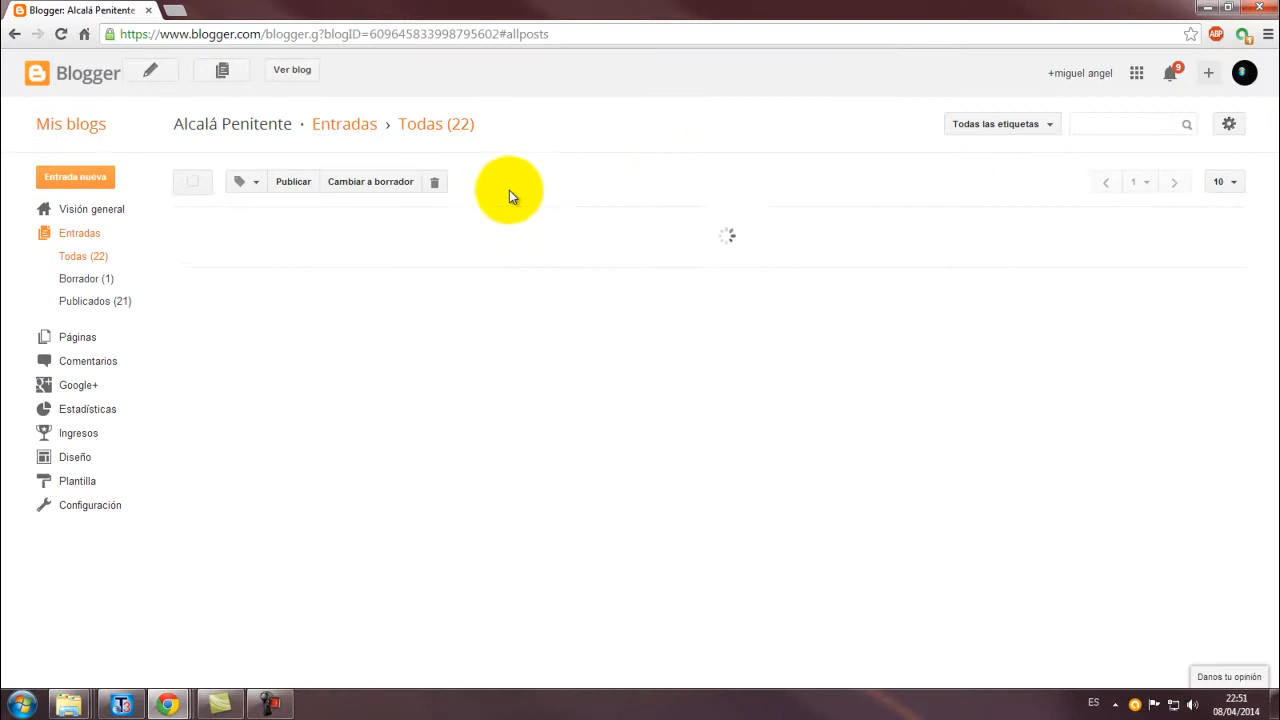 Blogger: Alcalá Penitente
https://www.blogger.com/blogger.g?blogID=609645833998795602#allposts
ABP
Blogger
Ver blog
+miguel angel
9
Mis blogs
Alcalá Penitente · Entradas › Todas (22)
Todas las etiquetas
Entrada nueva
Publicar
Cambiar a borrador
1
10
Visión general
Entradas
Todas (22)
Borrador (1)
Publicados (21)
Páginas
Comentarios
Google+
Estadísticas
Ingresos
Diseño
Plantilla
Configuración
Danos tu opinión
ES
22:51
08/04/2014